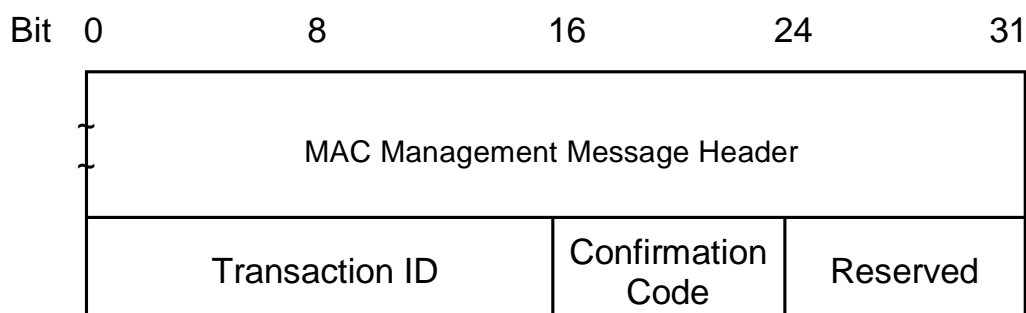 Bit 0 8 16 24 31
~
~
MAC Management Message Header
Transaction ID
Confirmation
Code
Reserved